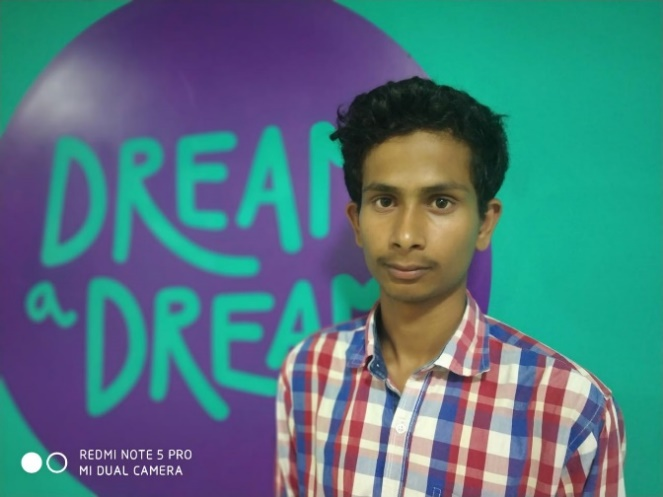 DREAM
a DREAM
REDMI NOTE 5 PRO
MI DUAL CAMERA